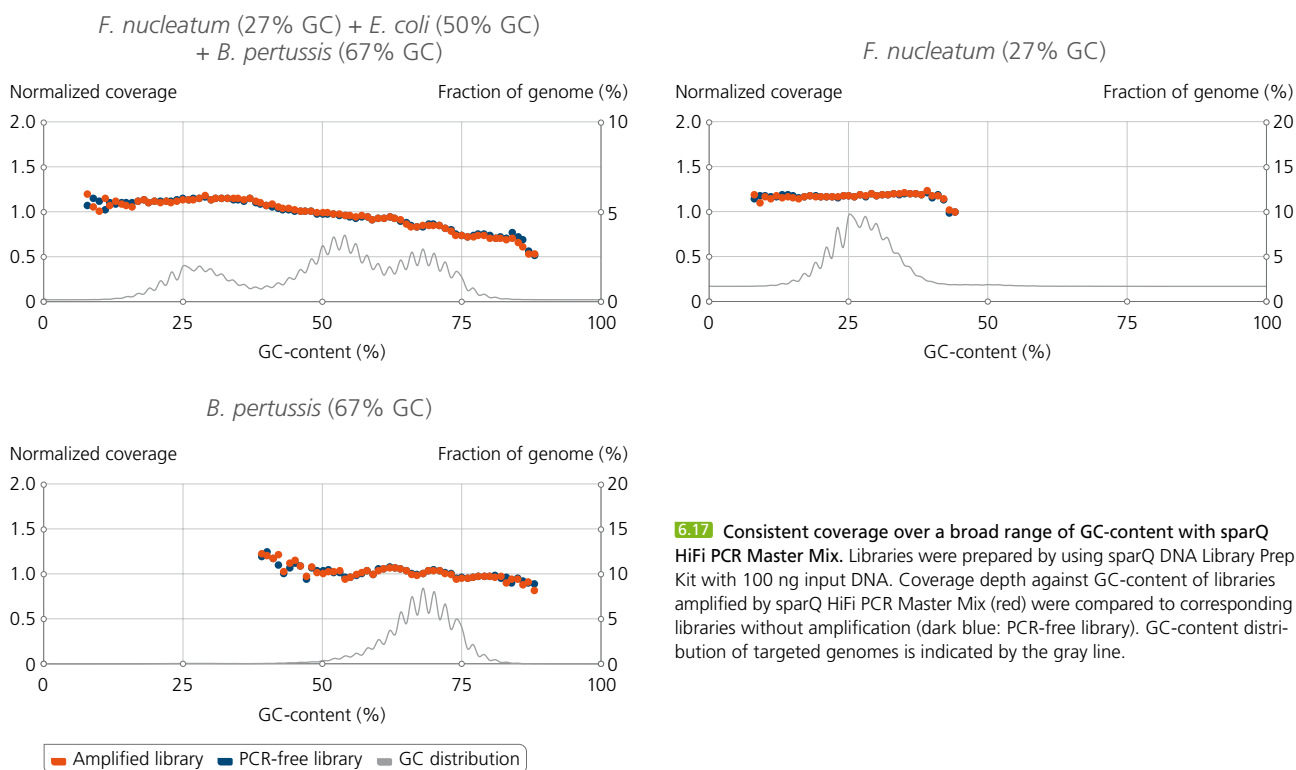 F. nucleatum (27% GC) + E. coli (50% GC)
+ B. pertussis (67% GC)
Normalized coverage
Fraction of genome (%)
2.0
1.5
1.0
0.5
0
10
5
0
0
25
50
75
100
GC-content (%)
F. nucleatum (27% GC)
Normalized coverage
Fraction of genome (%)
2.0
1.5
1.0
0.5
0
20
15
10
5
0
0
25
50
75
100
GC-content (%)
B. pertussis (67% GC)
Normalized coverage
Fraction of genome (%)
2.0
1.5
1.0
0.5
0
20
15
10
5
0
0
25
50
75
100
GC-content (%)
Amplified library
PCR-free library
GC distribution
6.17 Consistent coverage over a broad range of GC-content with sparQ
HiFi PCR Master Mix. Libraries were prepared by using sparQ DNA Library Prep
Kit with 100 ng input DNA. Coverage depth against GC-content of libraries
amplified by sparQ HiFi PCR Master Mix (red) were compared to corresponding
libraries without amplification (dark blue: PCR-free library). GC-content distri-
bution of targeted genomes is indicated by the gray line.